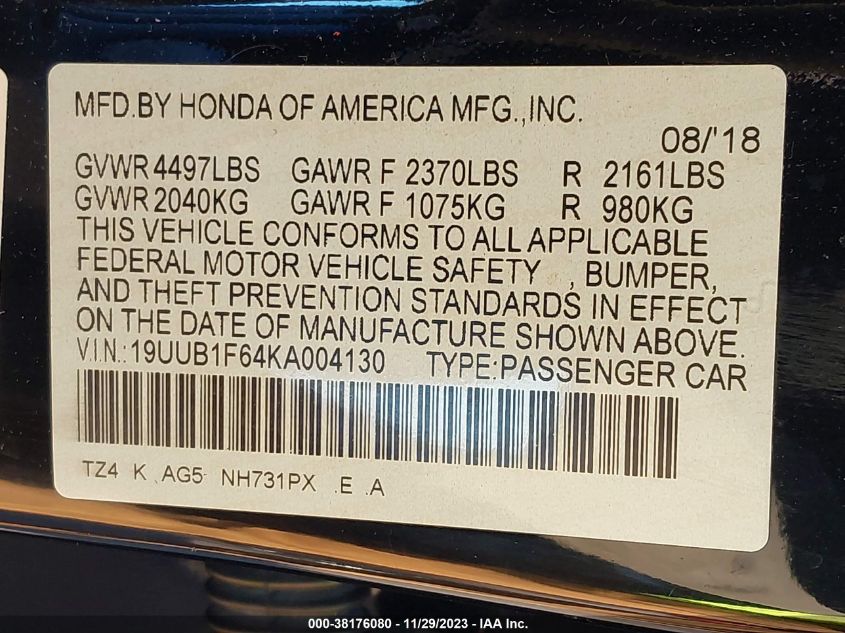 MFD.BY HONDA OF AMERICA MFG.,INC.
08/'18
GVWR 4497LBS GAWR F 2370LBS R 2161LBS
GVWR 2040KG GAWR F 1075KG R 980KG
THIS VEHICLE CONFORMS TO ALL APPLICABLE
FEDERAL MOTOR VEHICLE SAFETY , BUMPER,
AND THEFT PREVENTION STANDARDS IN EFFECT
ON THE DATE OF MANUFACTURE SHOWN ABOVE.
V.I.N.:19UUB1F64KA004130 TYPE:PASSENGER CAR
TZ4 K AG5 NH731PX .E .A
000-38176080 - 11/29/2023 - IAA Inc.